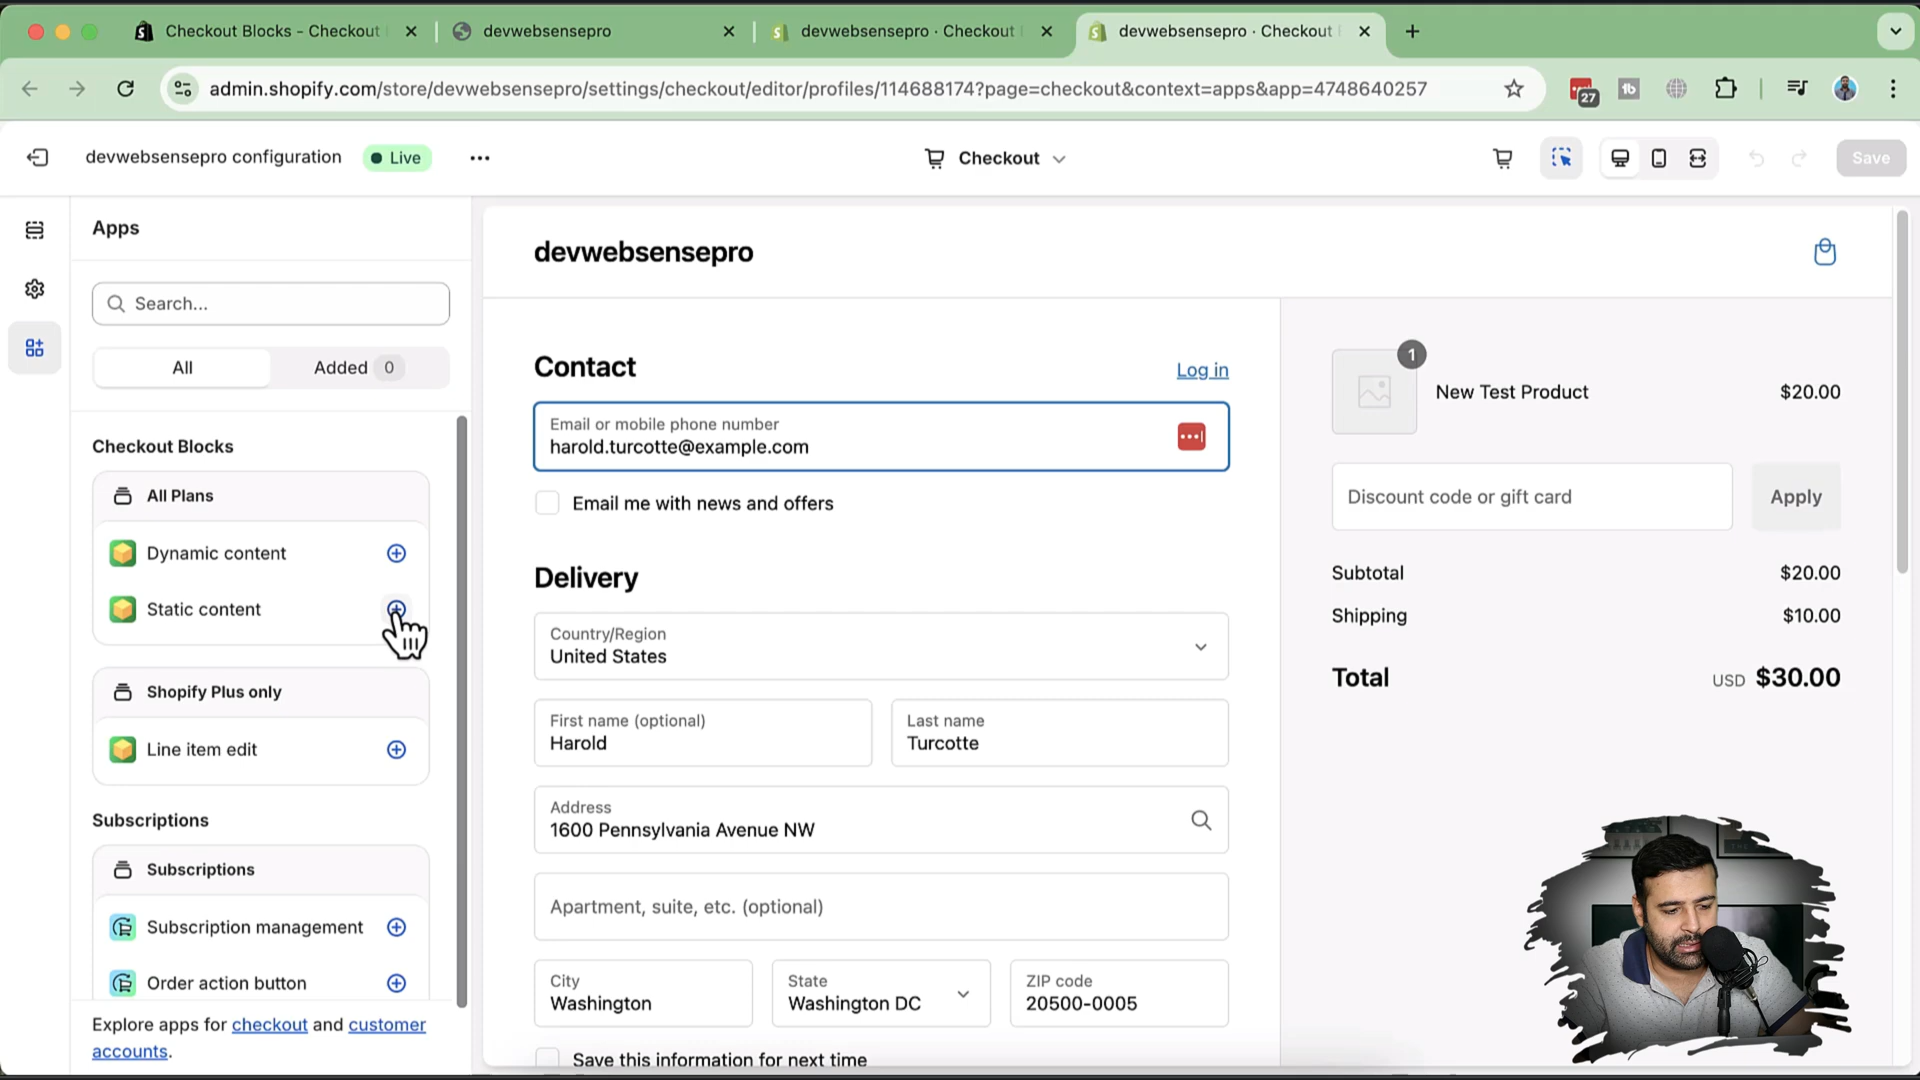 Checkout Blocks - Checkout
devwebsensepro
devwebsensepro · Checkout
devwebsensepro · Checkout
admin.shopify.com/store/devwebsensepro/settings/checkout/editor/profiles/114688174?page=checkout&context=apps&app=4748640257
27
devwebsensepro configuration
Live
Checkout
Save
Apps
Search...
All
Added 0
Checkout Blocks
All Plans
Dynamic content
Static content
Shopify Plus only
Line item edit
Subscriptions
Subscriptions
Subscription management
Order action button
Explore apps for checkout and customer
accounts.
devwebsensepro
Contact
Log in
Email or mobile phone number
harold.turcotte@example.com
Email me with news and offers
Delivery
Country/Region
United States
First name (optional)
Harold
Last name
Turcotte
Address
1600 Pennsylvania Avenue NW
Apartment, suite, etc. (optional)
City
Washington
State
Washington DC
ZIP code
20500-0005
Save this information for next time
1
New Test Product
$20.00
Discount code or gift card
Apply
Subtotal
$20.00
Shipping
$10.00
Total
USD $30.00